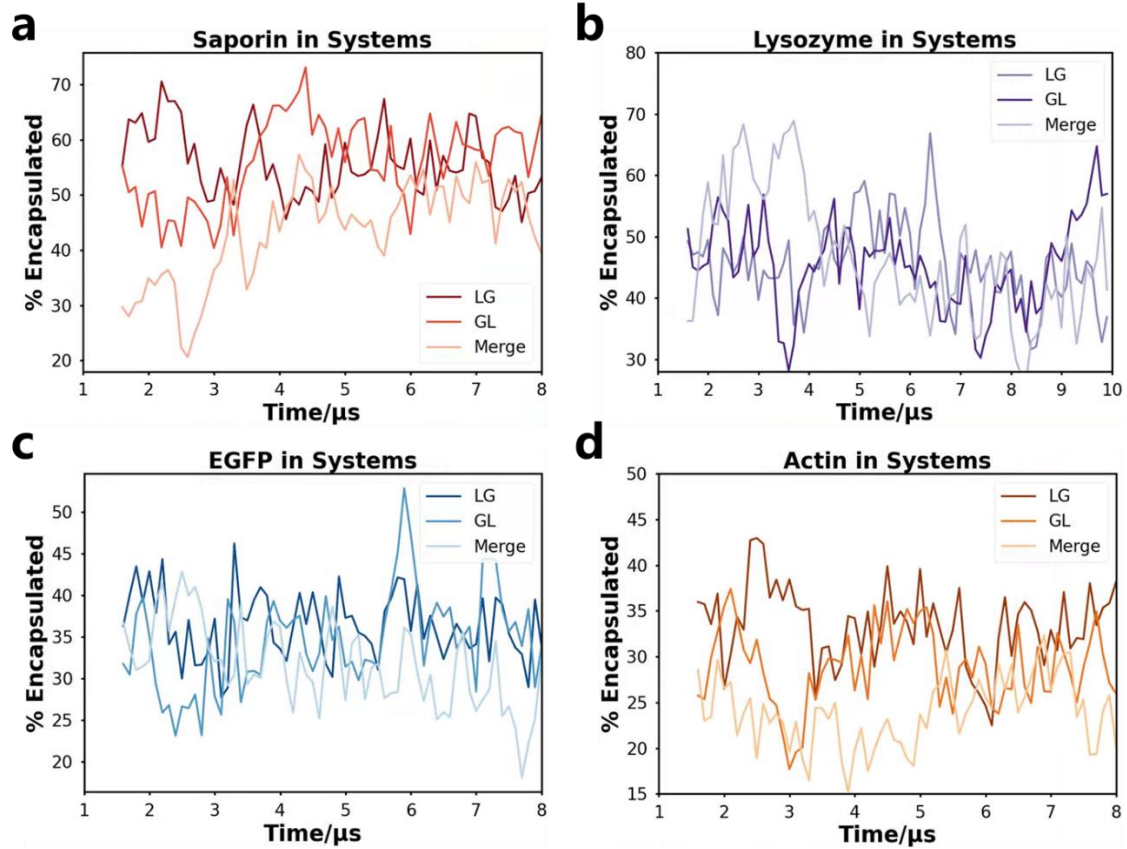 a
Saporin in Systems
% Encapsulated
70
60
50
40
30
20
LG
GL
Merge
1 2 3 4 5 6 7 8
Time/μs
b
Lysozyme in Systems
% Encapsulated
80
70
60
50
40
30
LG
GL
Merge
1 2 3 4 5 6 7 8 9 10
Time/μs
c
EGFP in Systems
% Encapsulated
50
45
40
35
30
25
20
LG
GL
Merge
1 2 3 4 5 6 7 8
Time/μs
d
Actin in Systems
% Encapsulated
50
45
40
35
30
25
20
15
LG
GL
Merge
1 2 3 4 5 6 7 8
Time/μs